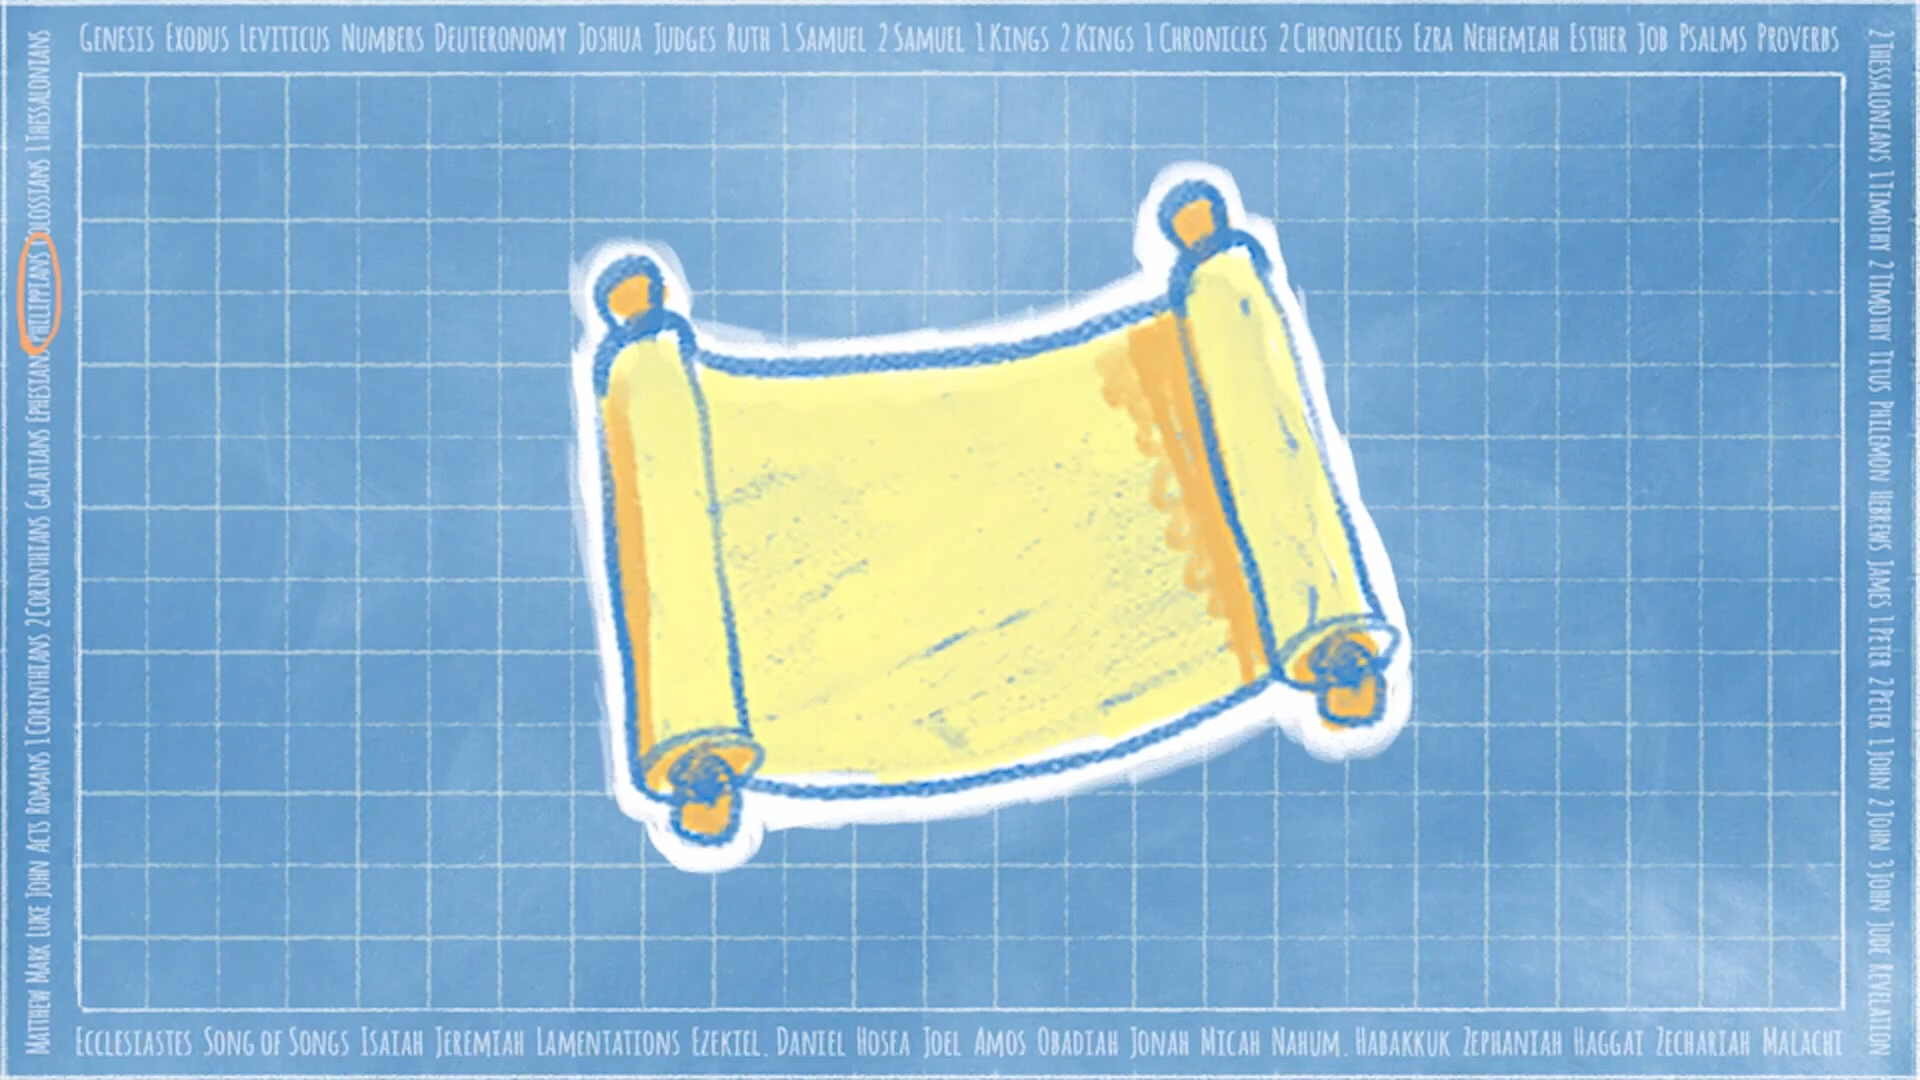 Genesis Exodus Leviticus Numbers Deuteronomy Joshua Judges Ruth 1 Samuel 2 Samuel 1 Kings 2 Kings 1 Chronicles 2 Chronicles Ezra Nehemiah Esther Job Psalms Proverbs
Ecclesiastes Song of Songs Isaiah Jeremiah Lamentations Ezekiel. Daniel Hosea Joel Amos Obadiah Jonah Micah Nahum. Habakkuk Zephaniah Haggai Zechariah Malachi
Matthew Mark Luke John Acts Romans 1 Corinthians 2 Corinthians Galatians Ephesians Philippians Colossians 1 Thessalonians
2 Thessalonians 1 Timothy 2 Timothy Titus Philemon Hebrews James 1 Peter 2 Peter 1 John 2 John 3 John Jude Revelation